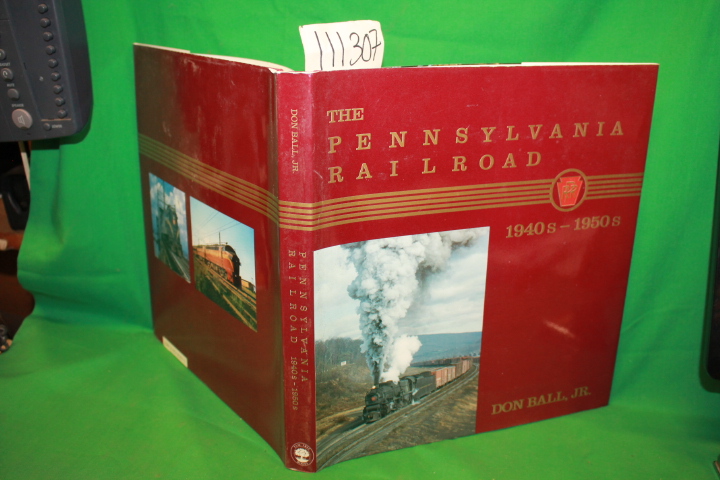 111307
THE
PENNSYLVANIA
RAILROAD
1940s–1950s
DON BALL, JR.
DON BALL, JR.
PENNSYLVANIA
RAILROAD 1940s–1950s